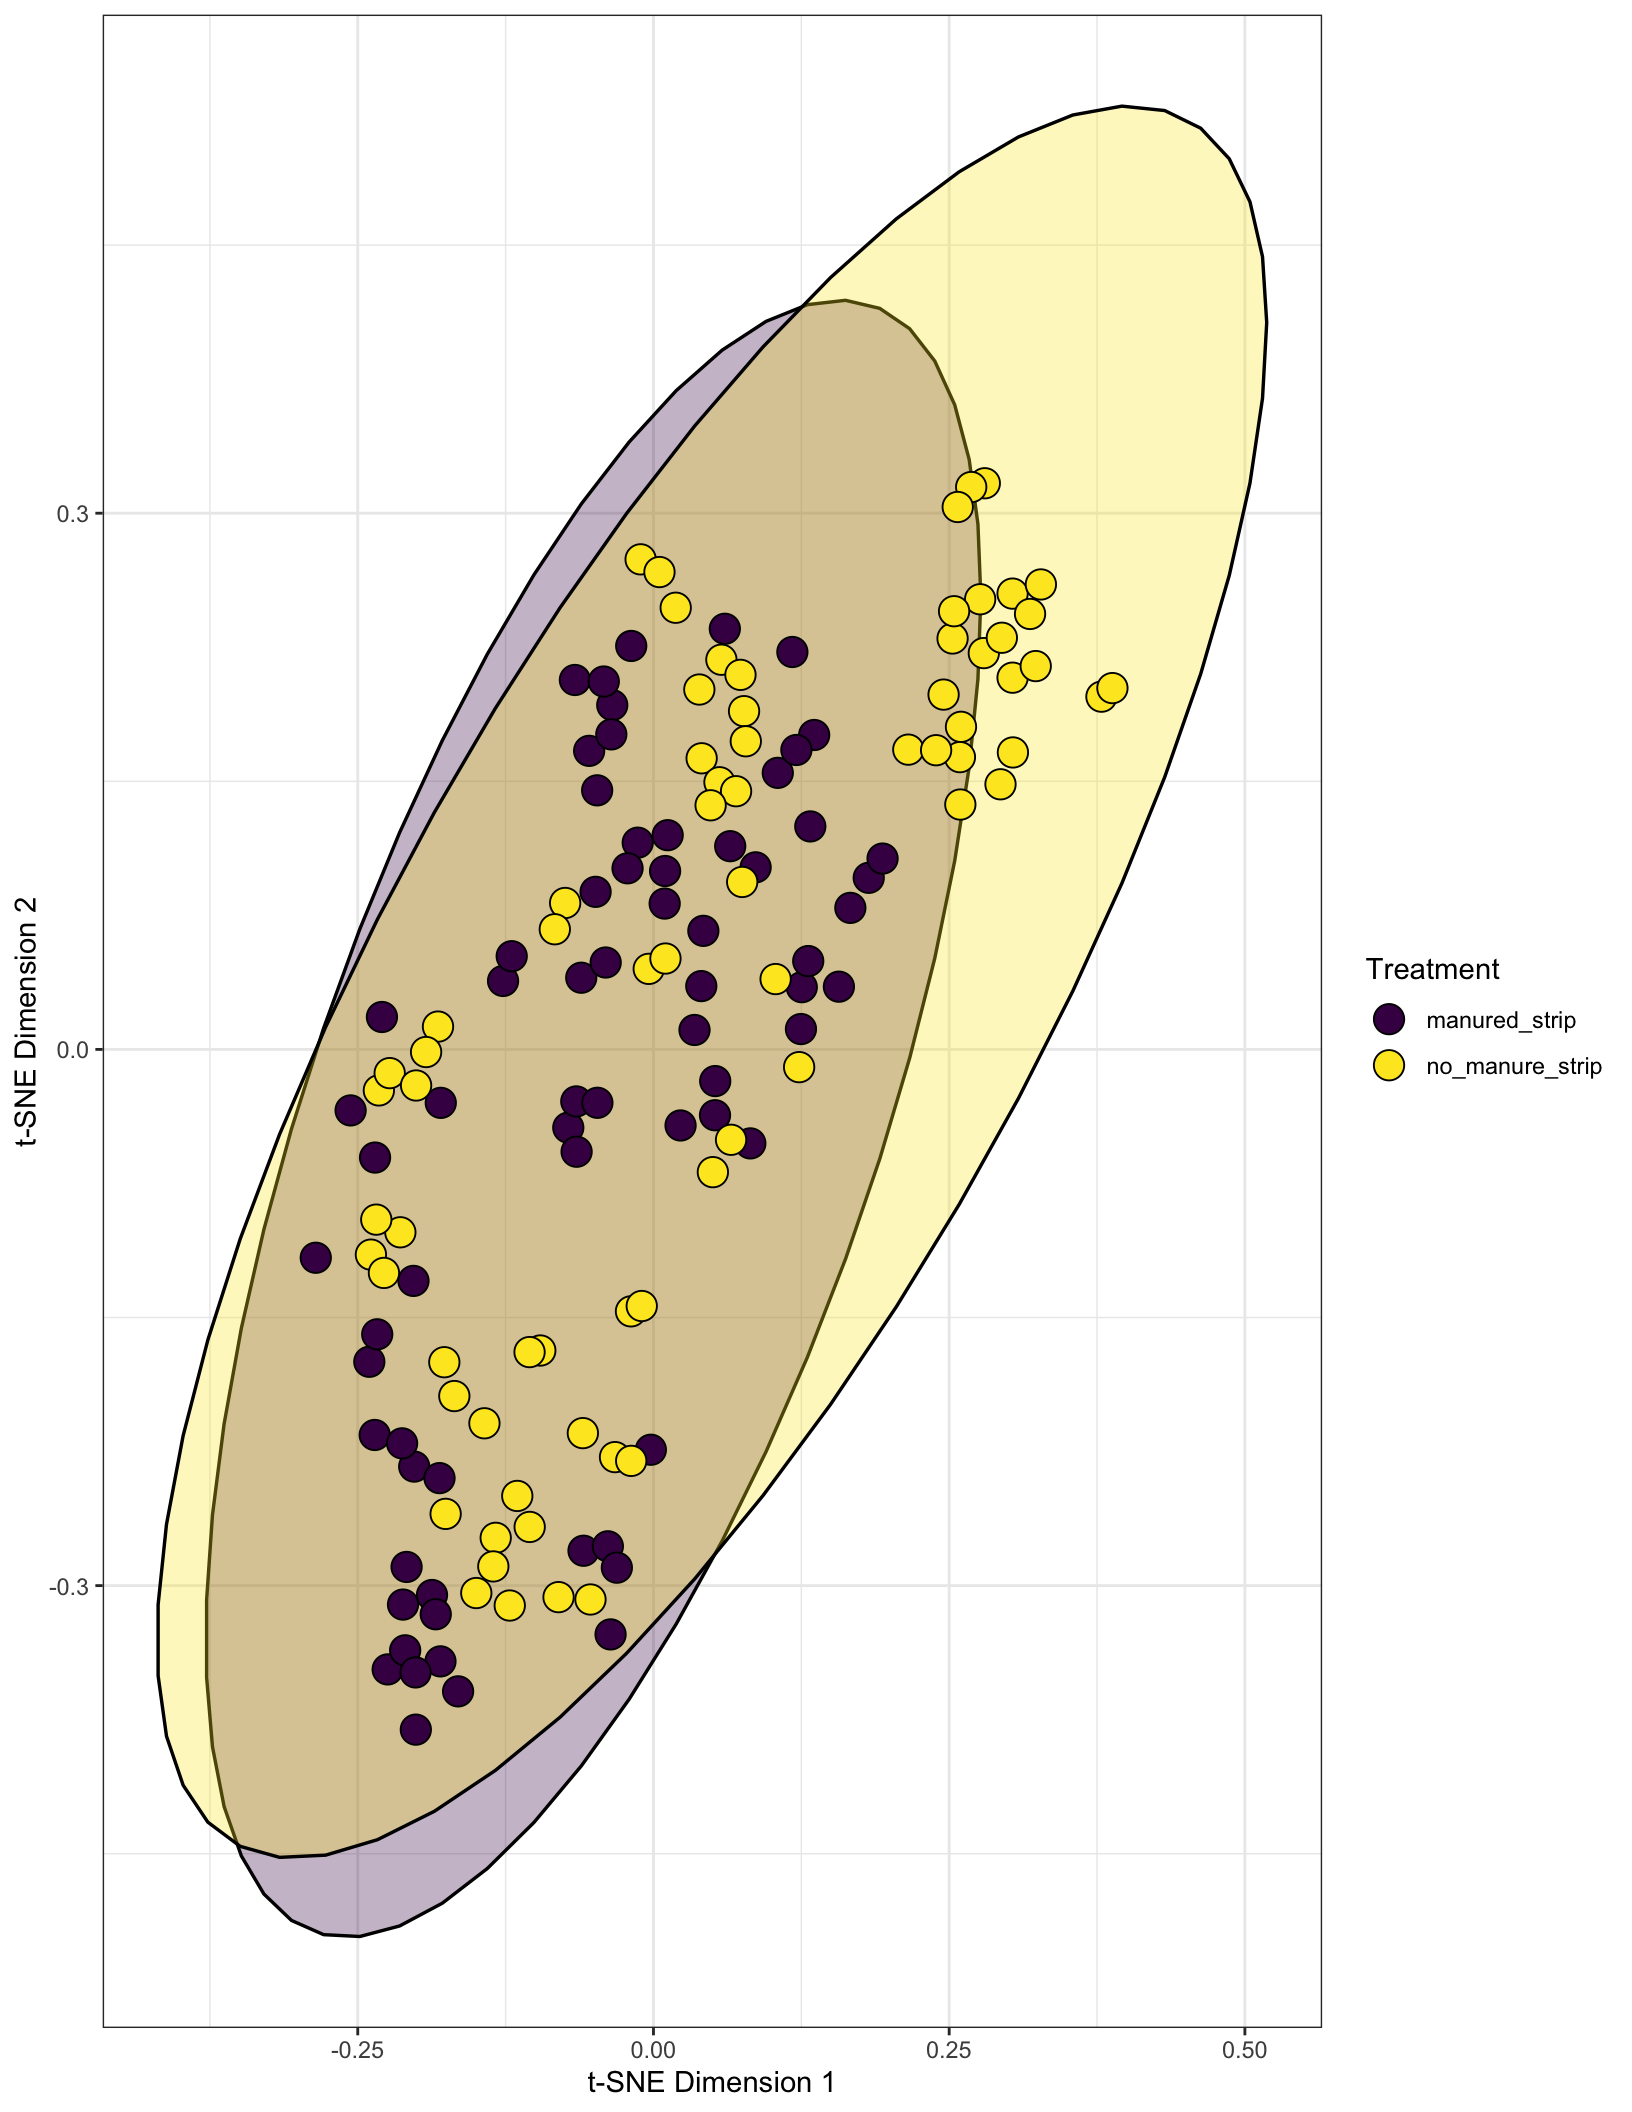 t-SNE Dimension 2
0.3
0.0
-0.3
-0.25
0.00
0.25
0.50
t-SNE Dimension 1
Treatment
manured_strip
no_manure_strip